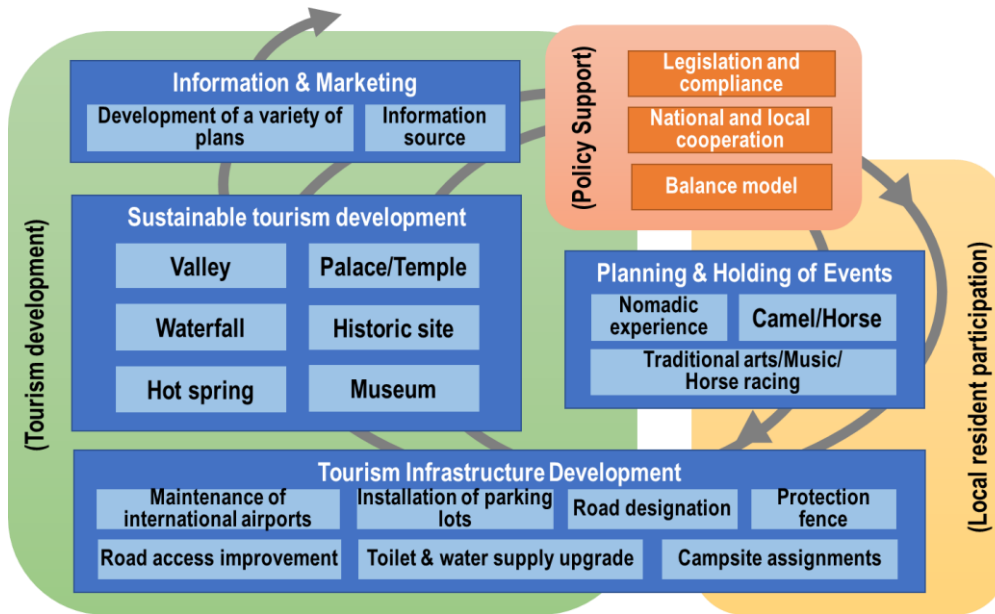 Information & Marketing
Development of a variety of
plans
Information
source
(Policy Support)
Legislation and
compliance
National and local
cooperation
Balance model
(Tourism development)
Sustainable tourism development
Valley
Palace/Temple
Waterfall
Historic site
Hot spring
Museum
Planning & Holding of Events
Nomadic
experience
Camel/Horse
Traditional arts/Music/
Horse racing
(Local resident participation)
Tourism Infrastructure Development
Maintenance of
international airports
Installation of parking
lots
Road designation
Protection
fence
Road access improvement
Toilet & water supply upgrade
Campsite assignments